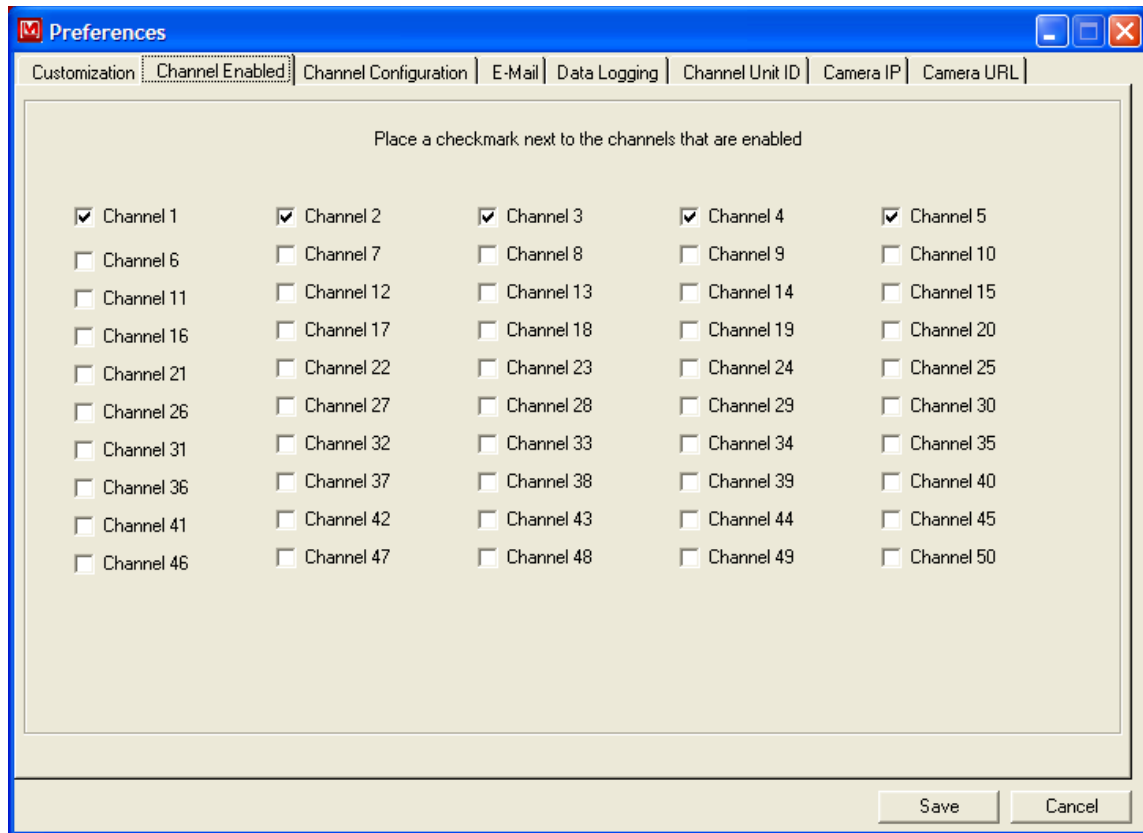 Preferences
Customization Channel Enabled Channel Configuration E-Mail Data Logging Channel Unit ID Camera IP Camera URL
Place a checkmark next to the channels that are enabled
Channel 1 Channel 2 Channel 3 Channel 4 Channel 5
Channel 6 Channel 7 Channel 8 Channel 9 Channel 10
Channel 11 Channel 12 Channel 13 Channel 14 Channel 15
Channel 16 Channel 17 Channel 18 Channel 19 Channel 20
Channel 21 Channel 22 Channel 23 Channel 24 Channel 25
Channel 26 Channel 27 Channel 28 Channel 29 Channel 30
Channel 31 Channel 32 Channel 33 Channel 34 Channel 35
Channel 36 Channel 37 Channel 38 Channel 39 Channel 40
Channel 41 Channel 42 Channel 43 Channel 44 Channel 45
Channel 46 Channel 47 Channel 48 Channel 49 Channel 50
Save Cancel